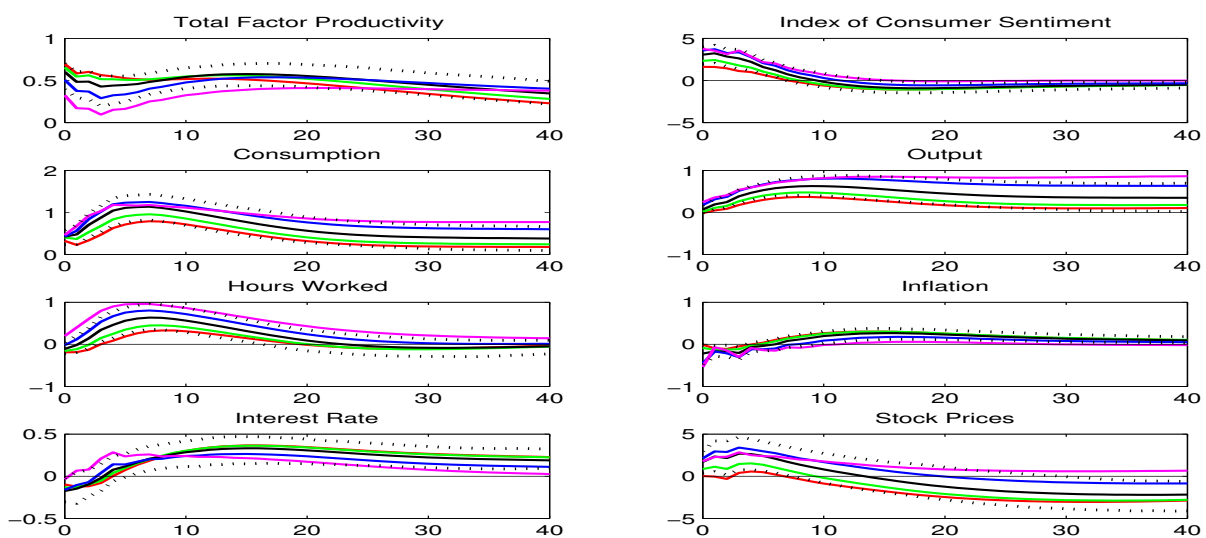 Total Factor Productivity
1
0.5
0
0 10 20 30 40
Index of Consumer Sentiment
5
0
−5
0 10 20 30 40
Consumption
2
1
0
0 10 20 30 40
Output
1
0
−1
0 10 20 30 40
Hours Worked
1
0
−1
0 10 20 30 40
Inflation
1
0
−1
0 10 20 30 40
Interest Rate
0.5
0
−0.5
0 10 20 30 40
Stock Prices
5
0
−5
0 10 20 30 40